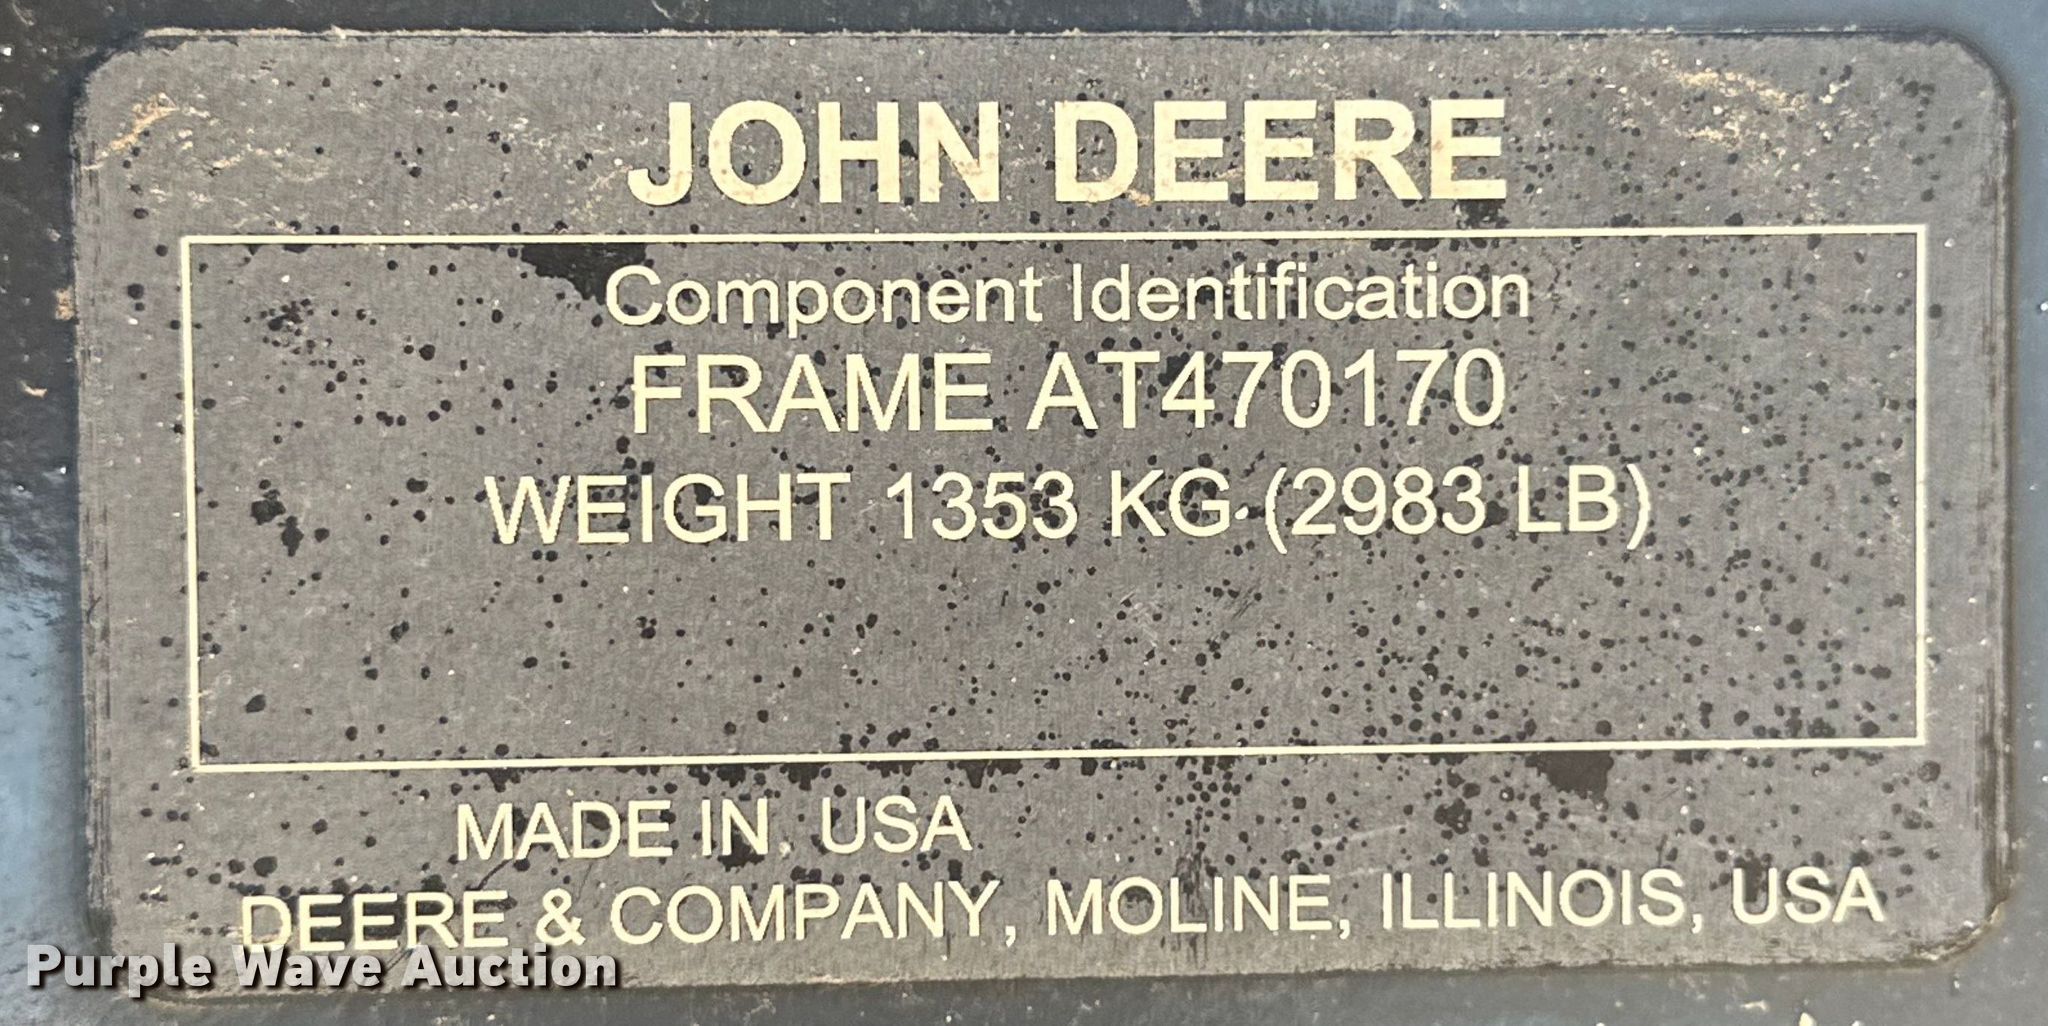 JOHN DEERE
Component Identification
FRAME AT470170
WEIGHT 1353 KG (2983 LB)
MADE IN USA
DEERE & COMPANY, MOLINE, ILLINOIS, USA
Purple Wave Auction